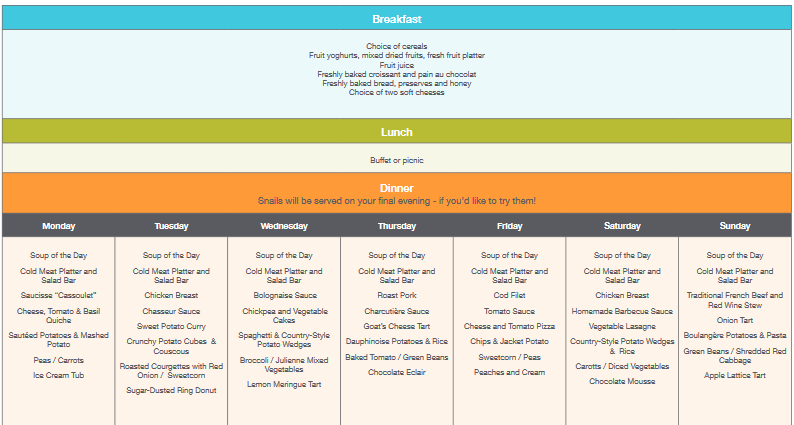 Breakfast
Choice of cereals
Fruit yoghurts, mixed dried fruits, fresh fruit platter
Fruit juice
Freshly baked croissant and pain au chocolat
Freshly baked bread, preserves and honey
Choice of two soft cheeses
Lunch
Buffet or picnic
Dinner
Snails will be served on your final evening - if you'd like to try them!
Monday
Soup of the Day
Cold Meat Platter and
Salad Bar
Saucisse "Cassoulet"
Cheese, Tomato & Basil
Quiche
Sautéed Potatoes & Mashed
Potato
Peas / Carrots
Ice Cream Tub
Tuesday
Soup of the Day
Cold Meat Platter and
Salad Bar
Chicken Breast
Chasseur Sauce
Sweet Potato Curry
Crunchy Potato Cubes &
Couscous
Roasted Courgettes with Red
Onion / Sweetcorn
Sugar-Dusted Ring Donut
Wednesday
Soup of the Day
Cold Meat Platter and
Salad Bar
Bolognaise Sauce
Chickpea and Vegetable
Cakes
Spaghetti & Country-Style
Potato Wedges
Broccoli / Julienne Mixed
Vegetables
Lemon Meringue Tart
Thursday
Soup of the Day
Cold Meat Platter and
Salad Bar
Roast Pork
Charcutière Sauce
Goat's Cheese Tart
Dauphinoise Potatoes & Rice
Baked Tomato / Green Beans
Chocolate Eclair
Friday
Soup of the Day
Cold Meat Platter and
Salad Bar
Cod Filet
Tomato Sauce
Cheese and Tomato Pizza
Chips & Jacket Potato
Sweetcorn / Peas
Peaches and Cream
Saturday
Soup of the Day
Cold Meat Platter and
Salad Bar
Chicken Breast
Homemade Barbecue Sauce
Vegetable Lasagne
Country-Style Potato Wedges
& Rice
Carotts / Diced Vegetables
Chocolate Mousse
Sunday
Soup of the Day
Cold Meat Platter and
Salad Bar
Traditional French Beef and
Red Wine Stew
Onion Tart
Boulangère Potatoes & Pasta
Green Beans / Shredded Red
Cabbage
Apple Lattice Tart